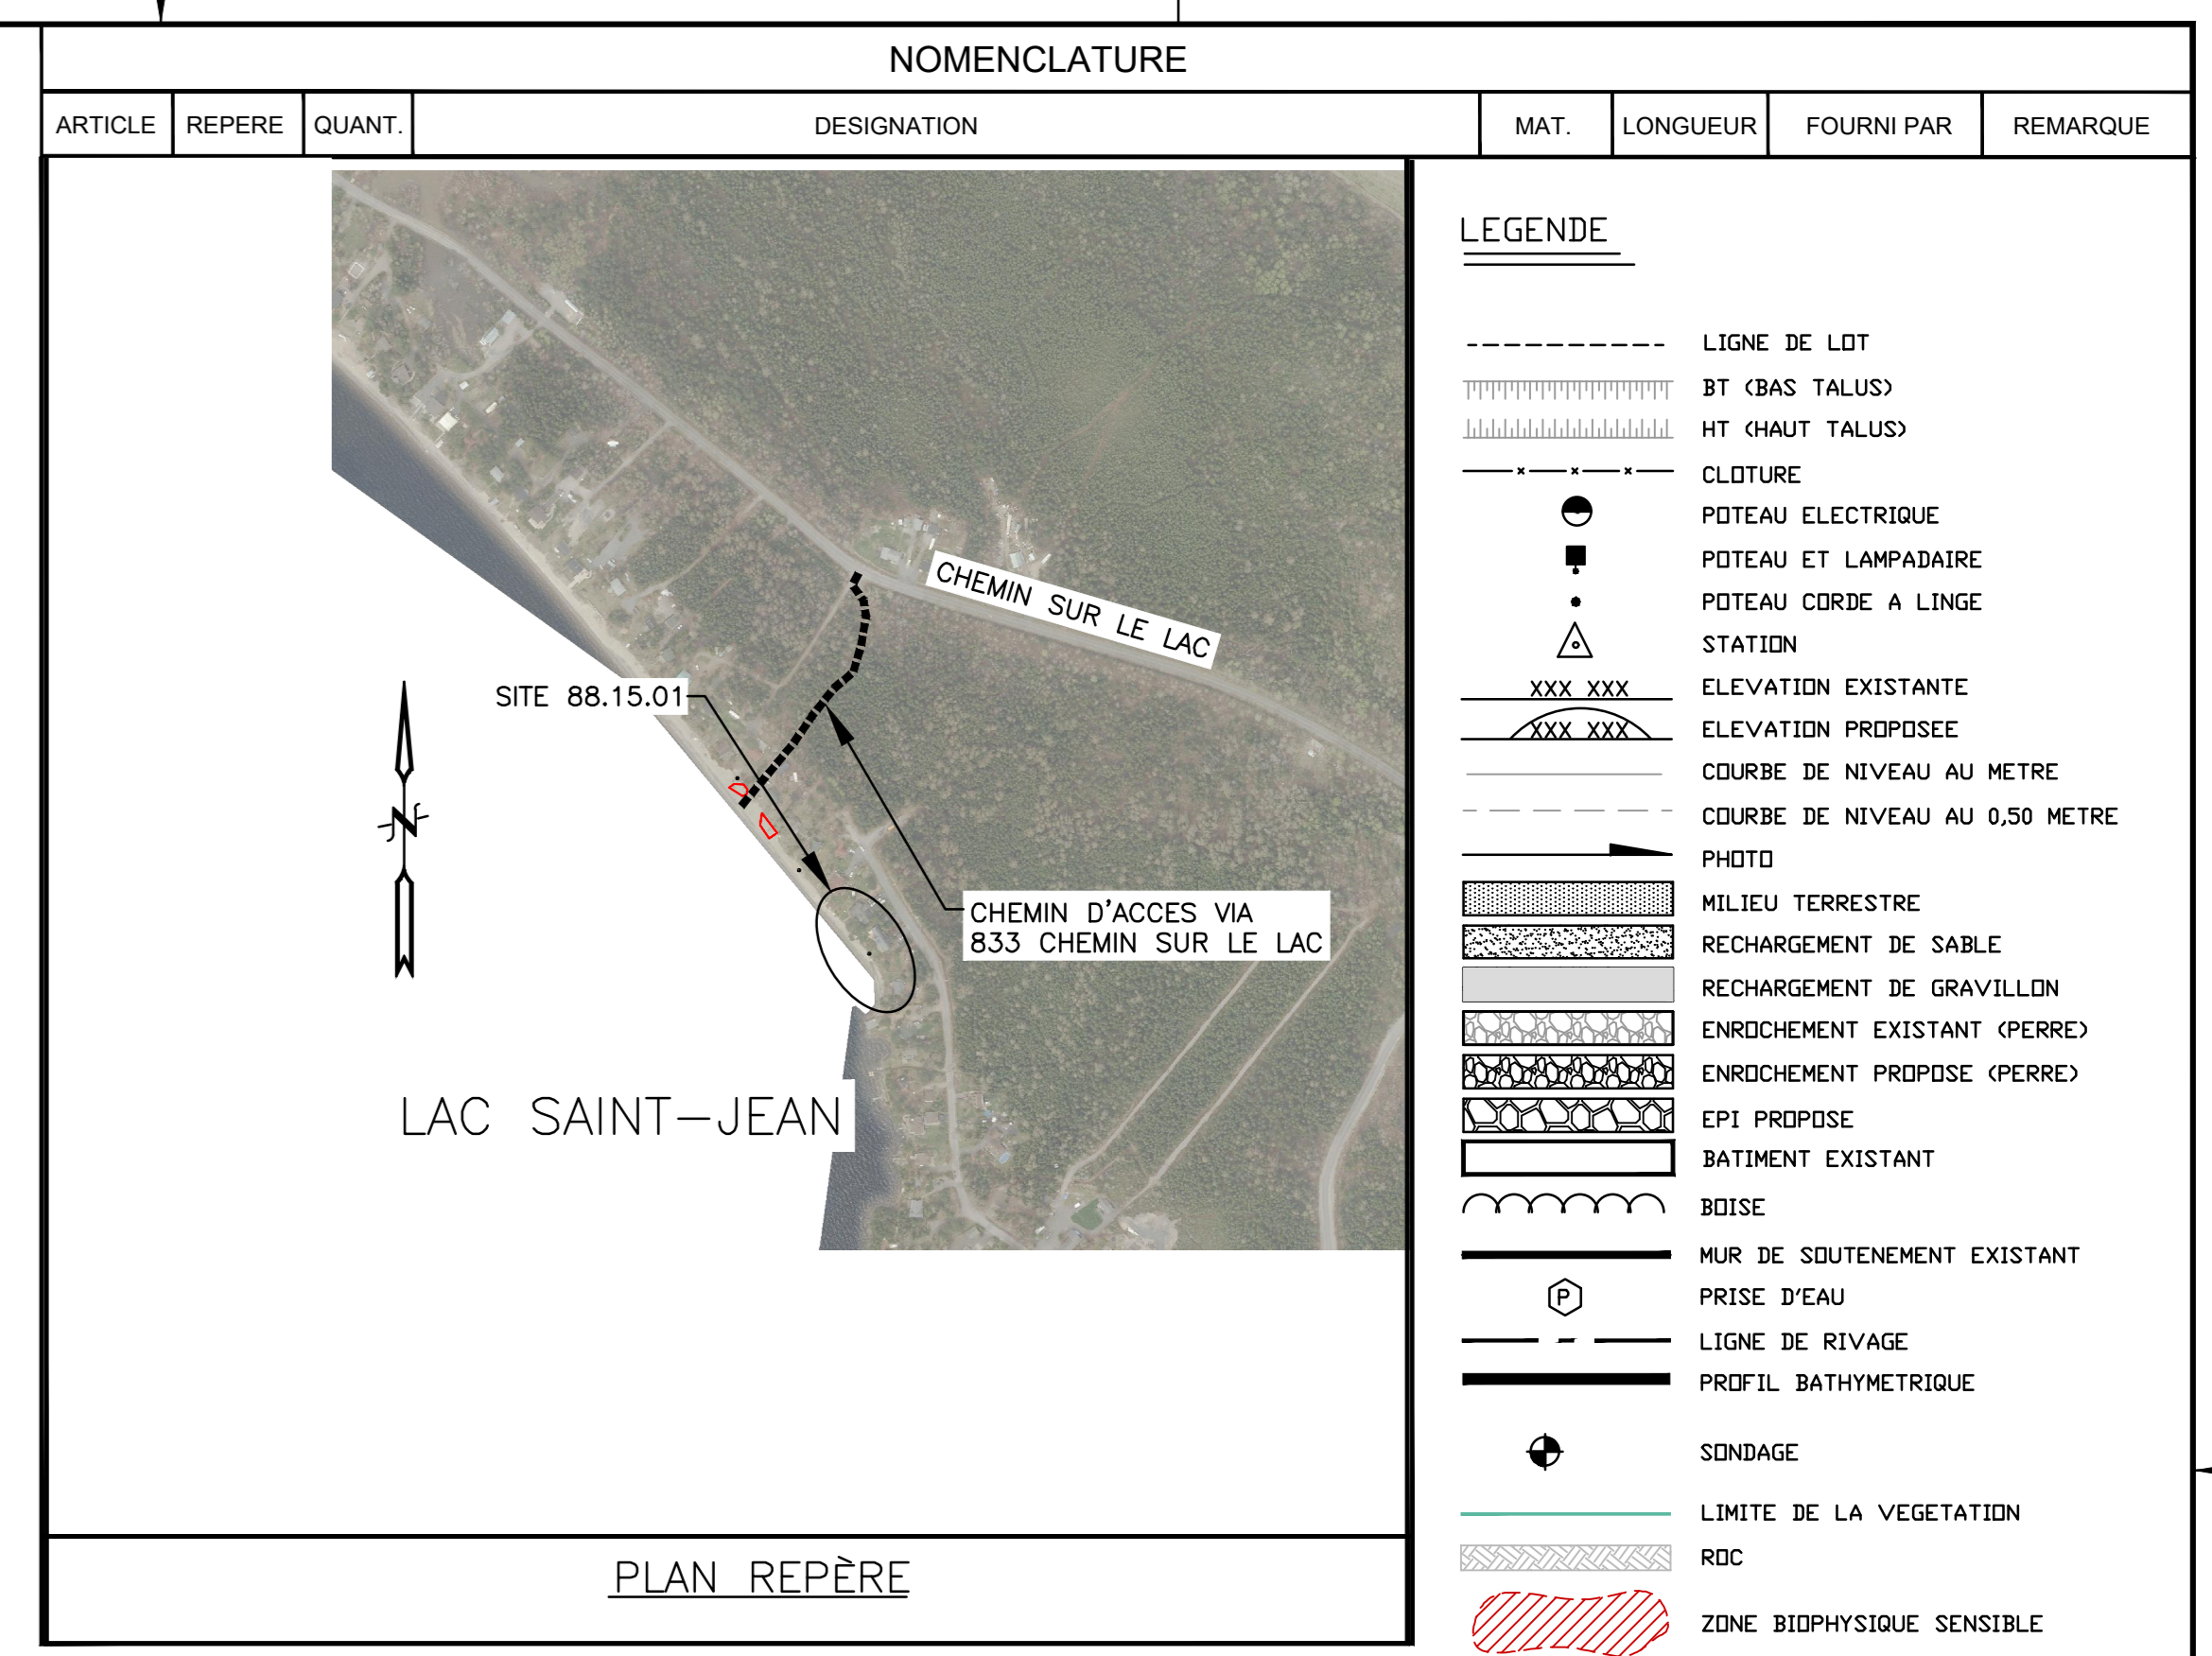 NOMENCLATURE
ARTICLE REPERE QUANT. DESIGNATION MAT. LONGUEUR FOURNI PAR REMARQUE
CHEMIN SUR LE LAC
SITE 88.15.01
N
CHEMIN D'ACCES VIA
833 CHEMIN SUR LE LAC
LAC SAINT-JEAN
PLAN REPÈRE
LEGENDE
LIGNE DE LOT
BT (BAS TALUS)
HT (HAUT TALUS)
CLOTURE
POTEAU ELECTRIQUE
POTEAU ET LAMPADAIRE
POTEAU CORDE A LINGE
STATION
XXX XXX ELEVATION EXISTANTE
XXX XXX ELEVATION PROPOSEE
COURBE DE NIVEAU AU METRE
COURBE DE NIVEAU AU 0,50 METRE
PHOTO
MILIEU TERRESTRE
RECHARGEMENT DE SABLE
RECHARGEMENT DE GRAVILLON
ENROCHEMENT EXISTANT (PERRE)
ENROCHEMENT PROPOSE (PERRE)
EPI PROPOSE
BATIMENT EXISTANT
BOISE
MUR DE SOUTENEMENT EXISTANT
P PRISE D'EAU
LIGNE DE RIVAGE
PROFIL BATHYMETRIQUE
SONDAGE
LIMITE DE LA VEGETATION
ROC
ZONE BIOPHYSIQUE SENSIBLE